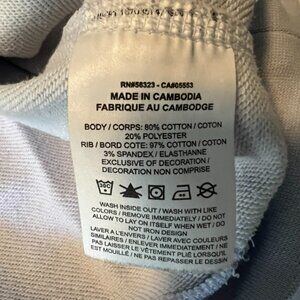 RN#56323 - CA#05553
MADE IN CAMBODIA
FABRIQUE AU CAMBODGE
BODY / CORPS: 80% COTTON / COTON
20% POLYESTER
RIB / BORD COTE: 97% COTTON / COTON
3% SPANDEX / ELASTHANNE
EXCLUSIVE OF DECORATION /
DECORATION NON COMPRISE
30C
WASH INSIDE OUT / WASH WITH LIKE
COLORS / REMOVE IMMEDIATELY / DO NOT
ALLOW TO LAY ON ITSELF WHEN WET / DO
NOT IRON DESIGN
LAVER A L'ENVERS / LAVER AVEC COULEURS
SIMILAIRES / ENLEVER IMMEDIATEMENT / NE
PAS LAISSER LE VÊTEMENT PLIÉ LORSQU'IL
EST MOUILLÉ / NE PAS REPASSER LE DESSIN